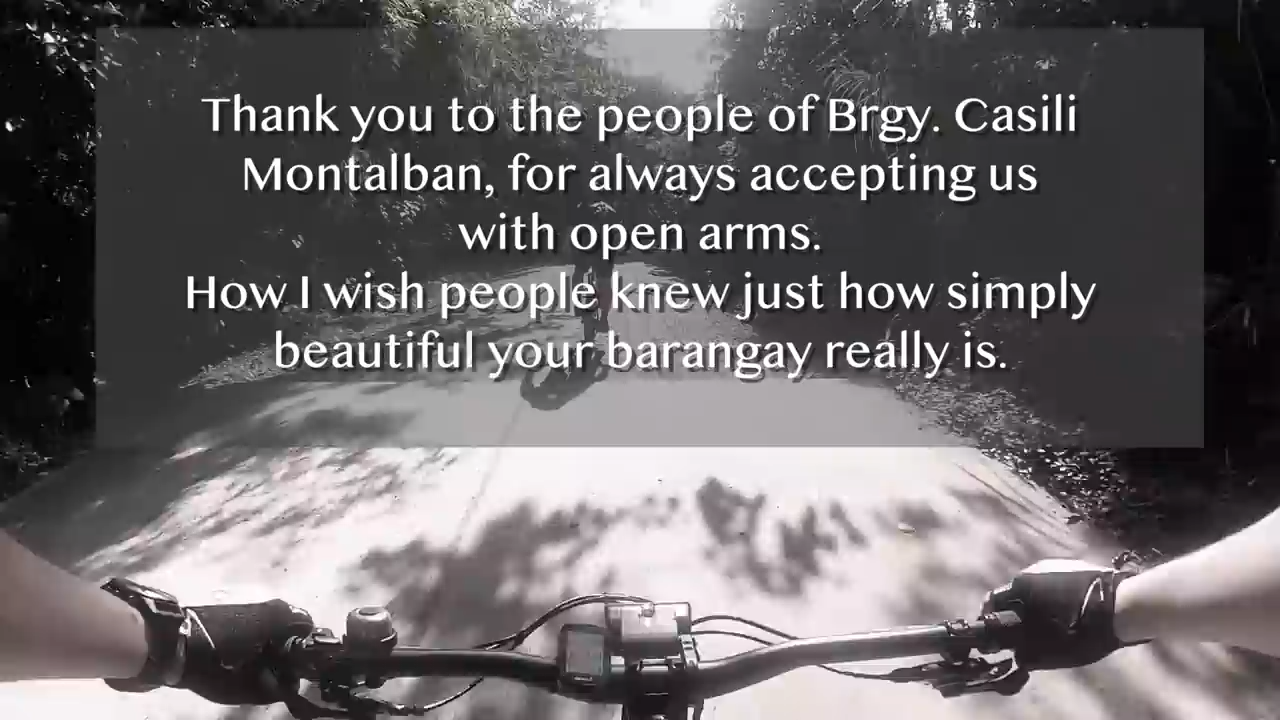 Thank you to the people of Brgy. Casili
Montalban, for always accepting us
with open arms.
How I wish people knew just how simply
beautiful your barangay really is.